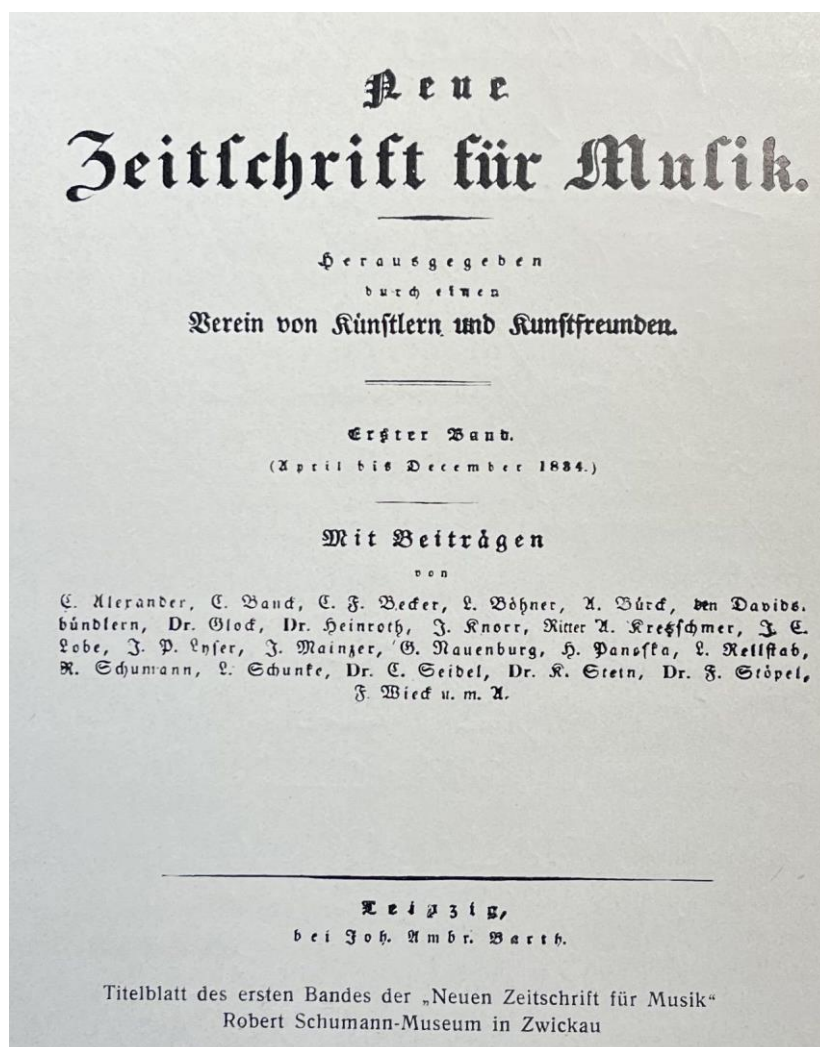 Neue
Zeitſchrift für Muſik.
Herausgegeben
durch einen
Verein von Künſtlern und Kunſtfreunden.
Erſter Band.
(April bis December 1834.)
Mit Beiträgen
von
C. Alexander, C. Banck, C. F. Becker, L. Böhner, A. Bürck, den Davids-
bündlern, Dr. Glock, Dr. Heinroth, J. Knorr, Ritter A. Kretzſchmer, J. C.
Lobe, J. P. Lyſer, J. Mainzer, G. Nauenburg, H. Panofka, L. Rellſtab,
R. Schumann, L. Schunke, Dr. C. Seidel, Dr. K. Stein, Dr. F. Stöpel,
F. Wieck u. m. A.
Leipzig,
bei Joh. Ambr. Barth.
Titelblatt des ersten Bandes der „Neuen Zeitschrift für Musik“
Robert Schumann-Museum in Zwickau